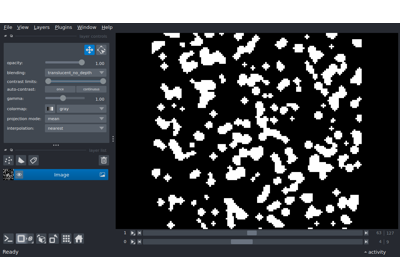 File View Layers Plugins Window Help
opacity: 1.00
blending: translucent_no_depth
contrast limits:
auto-contrast: once continuous
gamma: 1.00
colormap: gray
projection mode: mean
interpolation: nearest
Image
1
0
Ready
activity